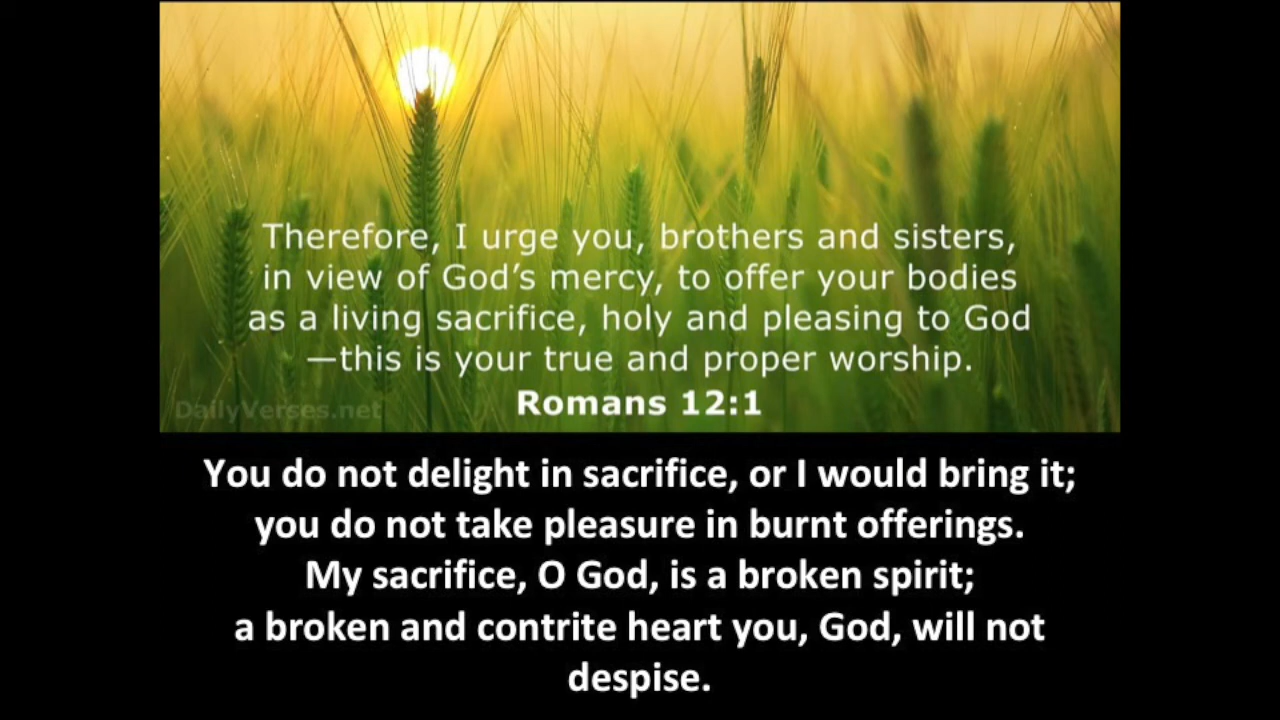 Therefore, I urge you, brothers and sisters,
in view of God’s mercy, to offer your bodies
as a living sacrifice, holy and pleasing to God
—this is your true and proper worship.
Romans 12:1
DailyVerses.net
You do not delight in sacrifice, or I would bring it;
you do not take pleasure in burnt offerings.
My sacrifice, O God, is a broken spirit;
a broken and contrite heart you, God, will not
despise.